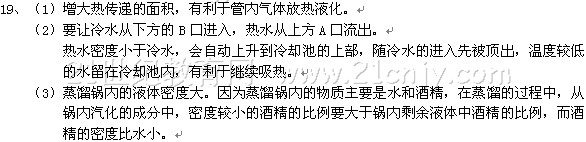 19、（1）增大热传递的面积，有利于管内气体放热液化。
（2）要让冷水从下方的 B 口进入，热水从上方 A 口流出。
热水密度小于冷水，会自动上升到冷却池的上部，随冷水的进入先被顶出，温度较低
的水留在冷却池内，有利于继续吸热。
（3）蒸馏锅内的液体密度大。因为蒸馏锅内的物质主要是水和酒精，在蒸馏的过程中，从
锅内汽化的成分中，密度较小的酒精的比例要大于锅内剩余液体中酒精的比例，而酒
精的密度比水小。